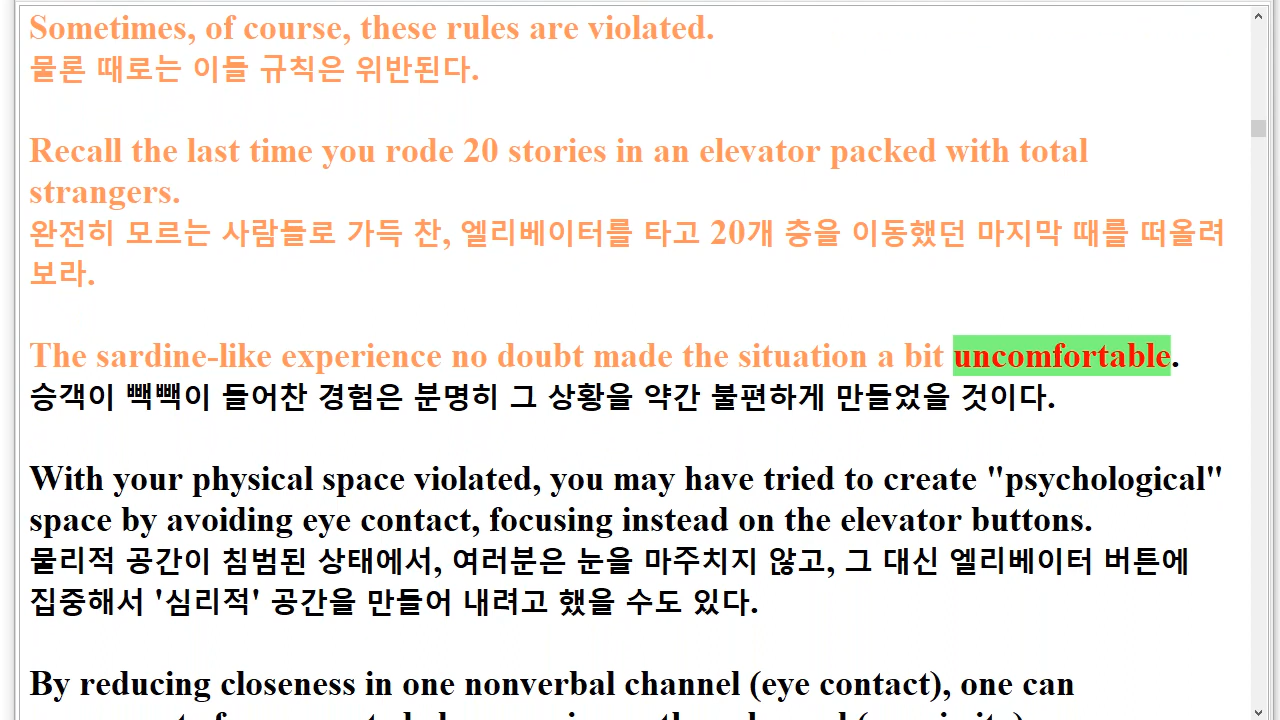 Sometimes, of course, these rules are violated.
물론 때로는 이들 규칙은 위반된다.
Recall the last time you rode 20 stories in an elevator packed with total
strangers.
완전히 모르는 사람들로 가득 찬, 엘리베이터를 타고 20개 층을 이동했던 마지막 때를 떠올려
보라.
The sardine-like experience no doubt made the situation a bit uncomfortable.
승객이 빽빽이 들어찬 경험은 분명히 그 상황을 약간 불편하게 만들었을 것이다.
With your physical space violated, you may have tried to create "psychological"
space by avoiding eye contact, focusing instead on the elevator buttons.
물리적 공간이 침범된 상태에서, 여러분은 눈을 마주치지 않고, 그 대신 엘리베이터 버튼에
집중해서 '심리적' 공간을 만들어 내려고 했을 수도 있다.
By reducing closeness in one nonverbal channel (eye contact), one can